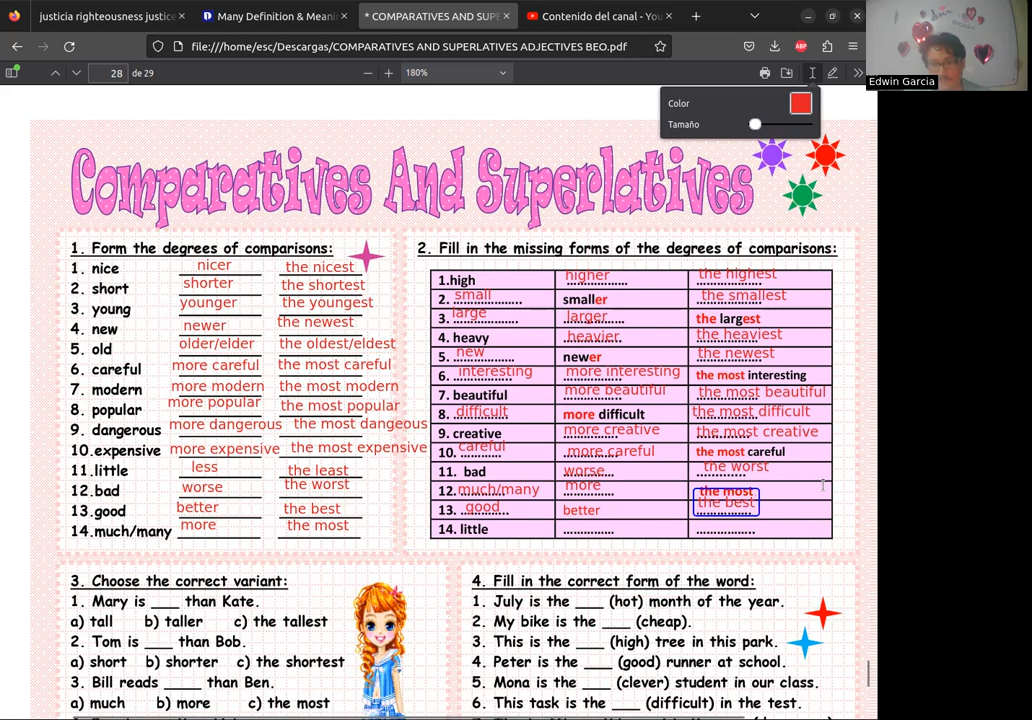 justicia righteousness justice ×
Many Definition & Meani ×
* COMPARATIVES AND SUPE ×
Contenido del canal - You ×
file:///home/esc/Descargas/COMPARATIVES AND SUPERLATIVES ADJECTIVES BEO.pdf
ABP
28 de 29
180%
Color
Tamaño
Edwin Garcia
Comparatives And Superlatives
1. Form the degrees of comparisons:
1. nice nicer the nicest
2. short shorter the shortest
3. young younger the youngest
4. new newer the newest
5. old older/elder the oldest/eldest
6. careful more careful the most careful
7. modern more modern the most modern
8. popular more popular the most popular
9. dangerous more dangerous the most dangeous
10.expensive more expensive the most expensive
11.little less the least
12.bad worse the worst
13.good better the best
14.much/many more the most
2. Fill in the missing forms of the degrees of comparisons:
1.high higher the highest
2. small smaller the smallest
3. large larger the largest
4. heavy heavier the heaviest
5. new newer the newest
6. interesting more interesting the most interesting
7. beautiful more beautiful the most beautiful
8. difficult more difficult the most difficult
9. creative more creative the most creative
10. careful more careful the most careful
11. bad worse the worst
12. much/many more the most
13. good better the best
14. little
3. Choose the correct variant:
1. Mary is ___ than Kate.
a) tall b) taller c) the tallest
2. Tom is ____ than Bob.
a) short b) shorter c) the shortest
3. Bill reads ____ than Ben.
a) much b) more c) the most
4. Fill in the correct form of the word:
1. July is the ___ (hot) month of the year.
2. My bike is the ___ (cheap).
3. This is the ___ (high) tree in this park.
4. Peter is the ___ (good) runner at school.
5. Mona is the ___ (clever) student in our class.
6. This task is the ___ (difficult) in the test.